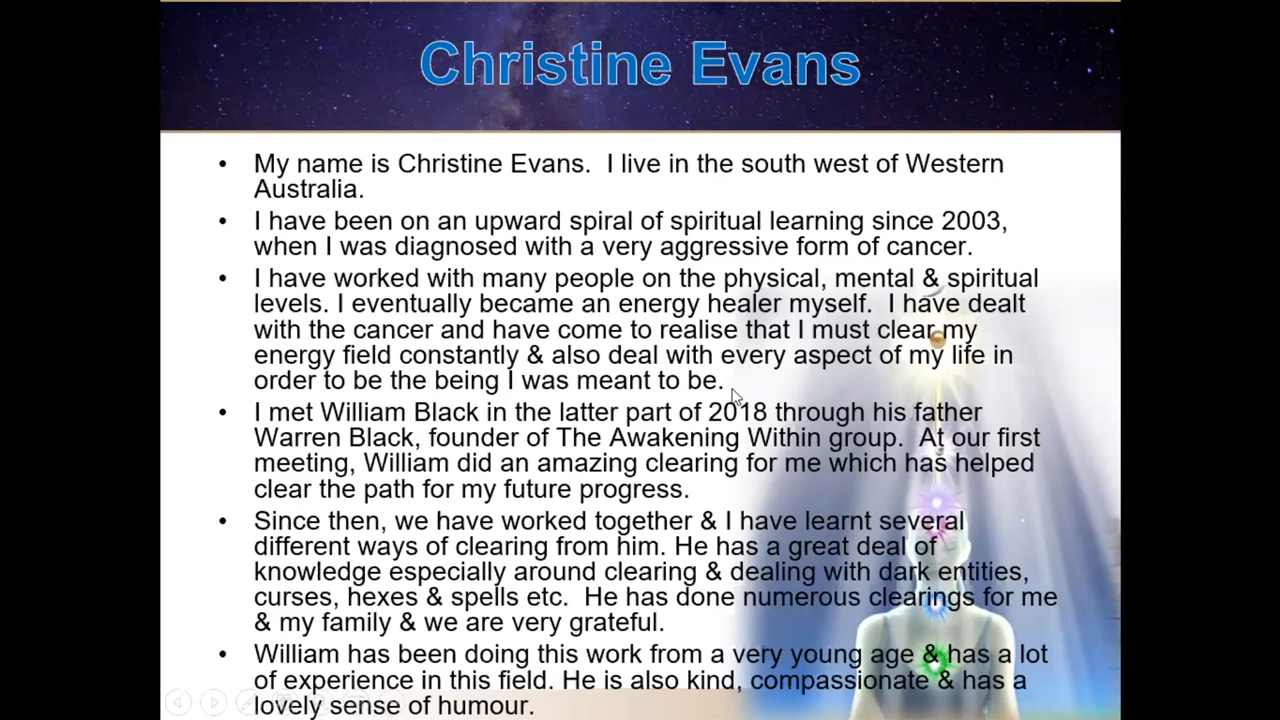 Christine Evans
• My name is Christine Evans.  I live in the south west of Western
Australia.
• I have been on an upward spiral of spiritual learning since 2003,
when I was diagnosed with a very aggressive form of cancer.
• I have worked with many people on the physical, mental & spiritual
levels. I eventually became an energy healer myself.  I have dealt
with the cancer and have come to realise that I must clear my
energy field constantly & also deal with every aspect of my life in
order to be the being I was meant to be.
• I met William Black in the latter part of 2018 through his father
Warren Black, founder of The Awakening Within group.  At our first
meeting, William did an amazing clearing for me which has helped
clear the path for my future progress.
• Since then, we have worked together & I have learnt several
different ways of clearing from him. He has a great deal of
knowledge especially around clearing & dealing with dark entities,
curses, hexes & spells etc.  He has done numerous clearings for me
& my family & we are very grateful.
• William has been doing this work from a very young age & has a lot
of experience in this field. He is also kind, compassionate & has a
lovely sense of humour.